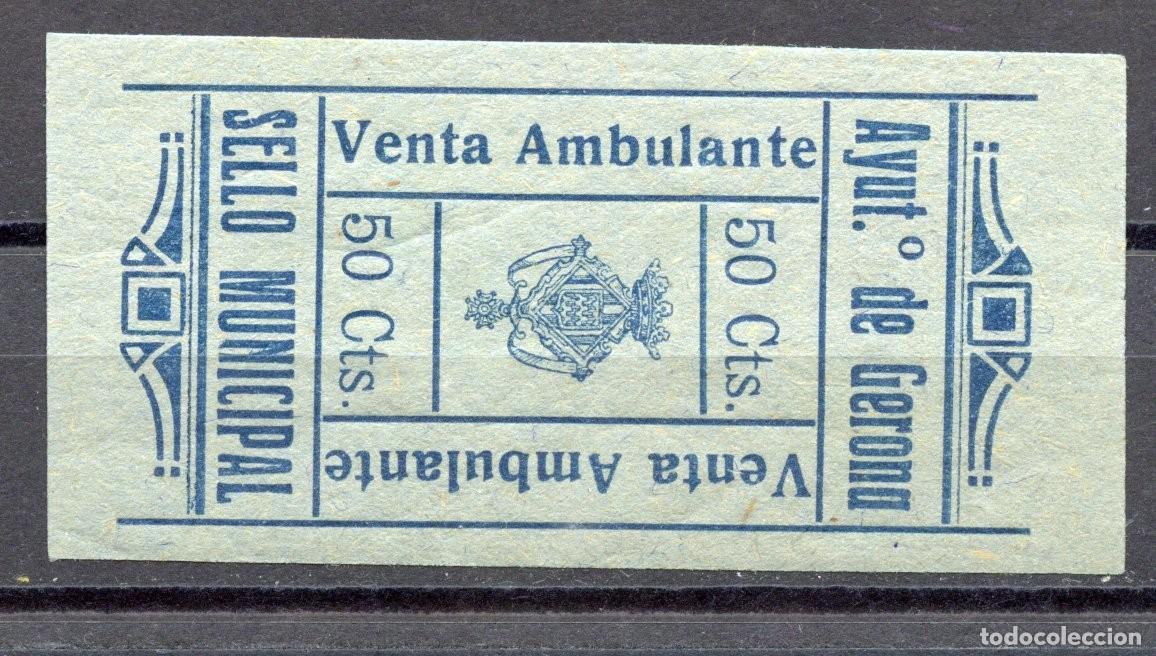 Ayut.º de Gerona
Venta Ambulante
50 Cts.
50 Cts.
Venta Ambulante
SELLO MUNICIPAL
todocoleccion